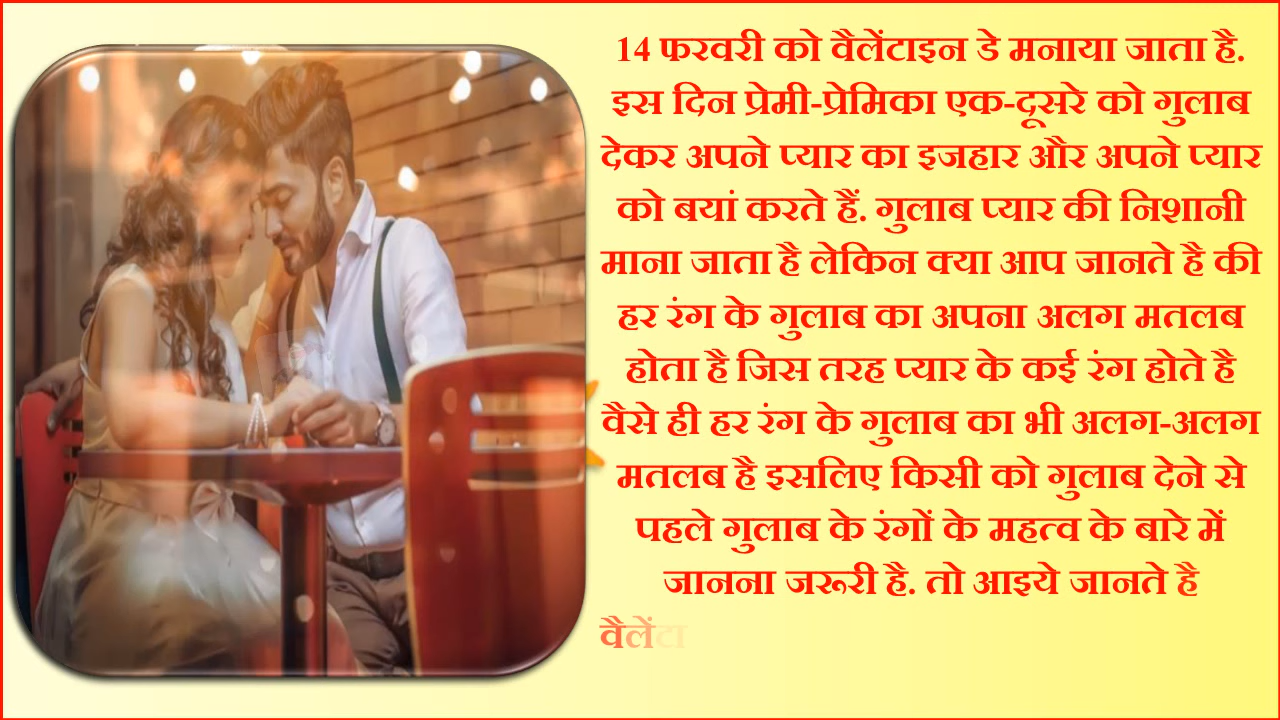 14 फरवरी को वैलेंटाइन डे मनाया जाता है.
इस दिन प्रेमी-प्रेमिका एक-दूसरे को गुलाब
देकर अपने प्यार का इजहार और अपने प्यार
को बयां करते हैं. गुलाब प्यार की निशानी
माना जाता है लेकिन क्या आप जानते है की
हर रंग के गुलाब का अपना अलग मतलब
होता है जिस तरह प्यार के कई रंग होते है
वैसे ही हर रंग के गुलाब का भी अलग-अलग
मतलब है इसलिए किसी को गुलाब देने से
पहले गुलाब के रंगों के महत्व के बारे में
जानना जरूरी है. तो आइये जानते है
वैलेंटा